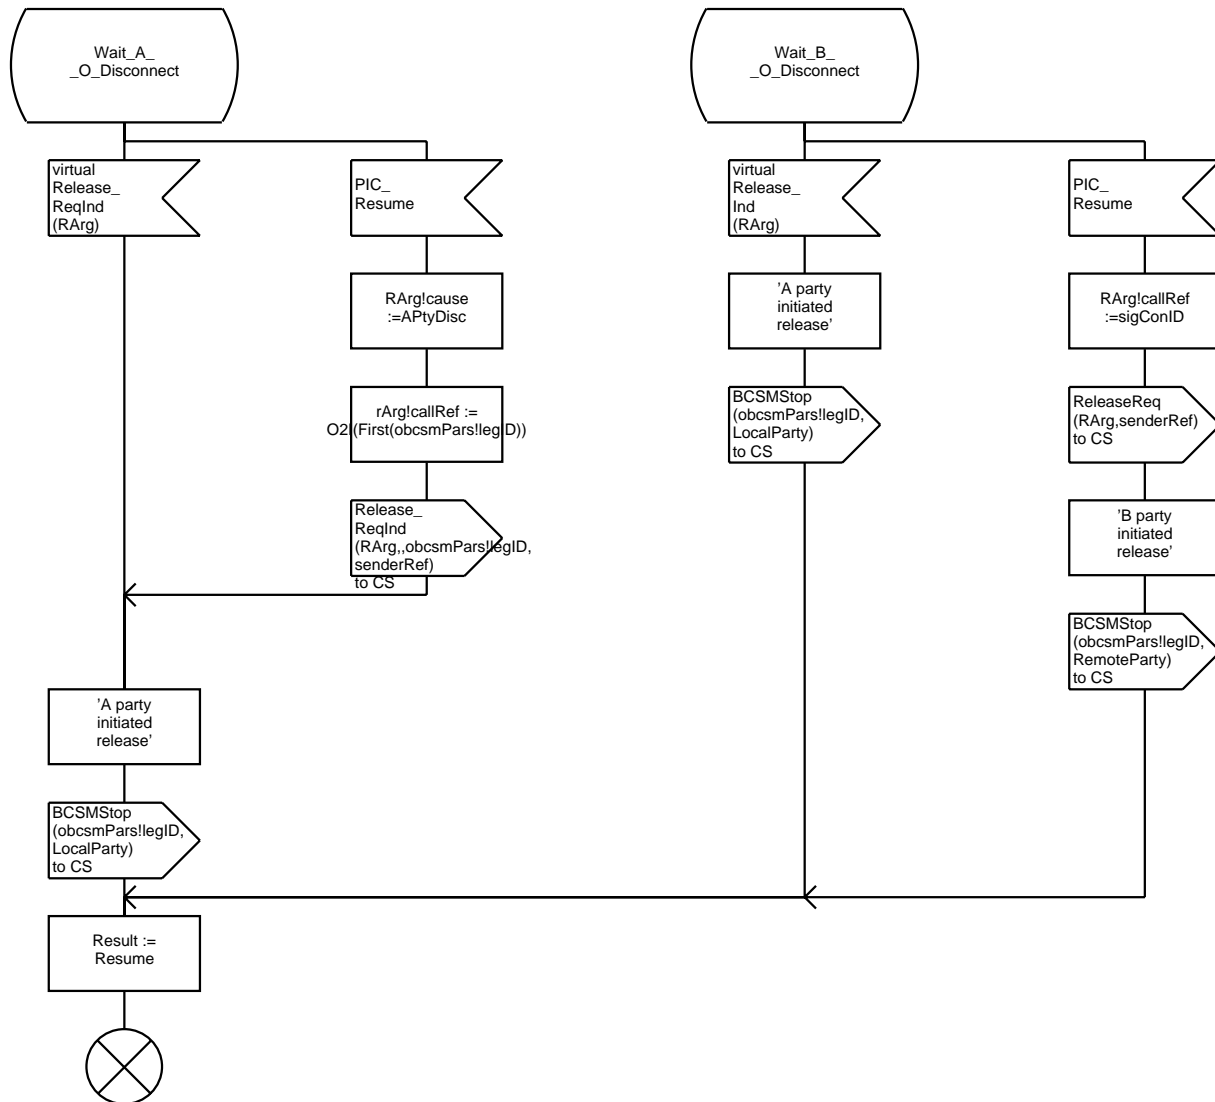 Wait_A_
_O_Disconnect
virtual
Release_
ReqInd
(RArg)
PIC_
Resume
RArg!cause
:=APtyDisc
rArg!callRef :=
O2I(First(obcsmPars!legID))
Release_
ReqInd
(RArg,,obcsmPars!legID,
senderRef)
to CS
'A party
initiated
release'
BCSMStop
(obcsmPars!legID,
LocalParty)
to CS
Result :=
Resume
Wait_B_
_O_Disconnect
virtual
Release_
Ind
(RArg)
'A party
initiated
release'
BCSMStop
(obcsmPars!legID,
LocalParty)
to CS
PIC_
Resume
RArg!callRef
:=sigConID
ReleaseReq
(RArg,senderRef)
to CS
'B party
initiated
release'
BCSMStop
(obcsmPars!legID,
RemoteParty)
to CS